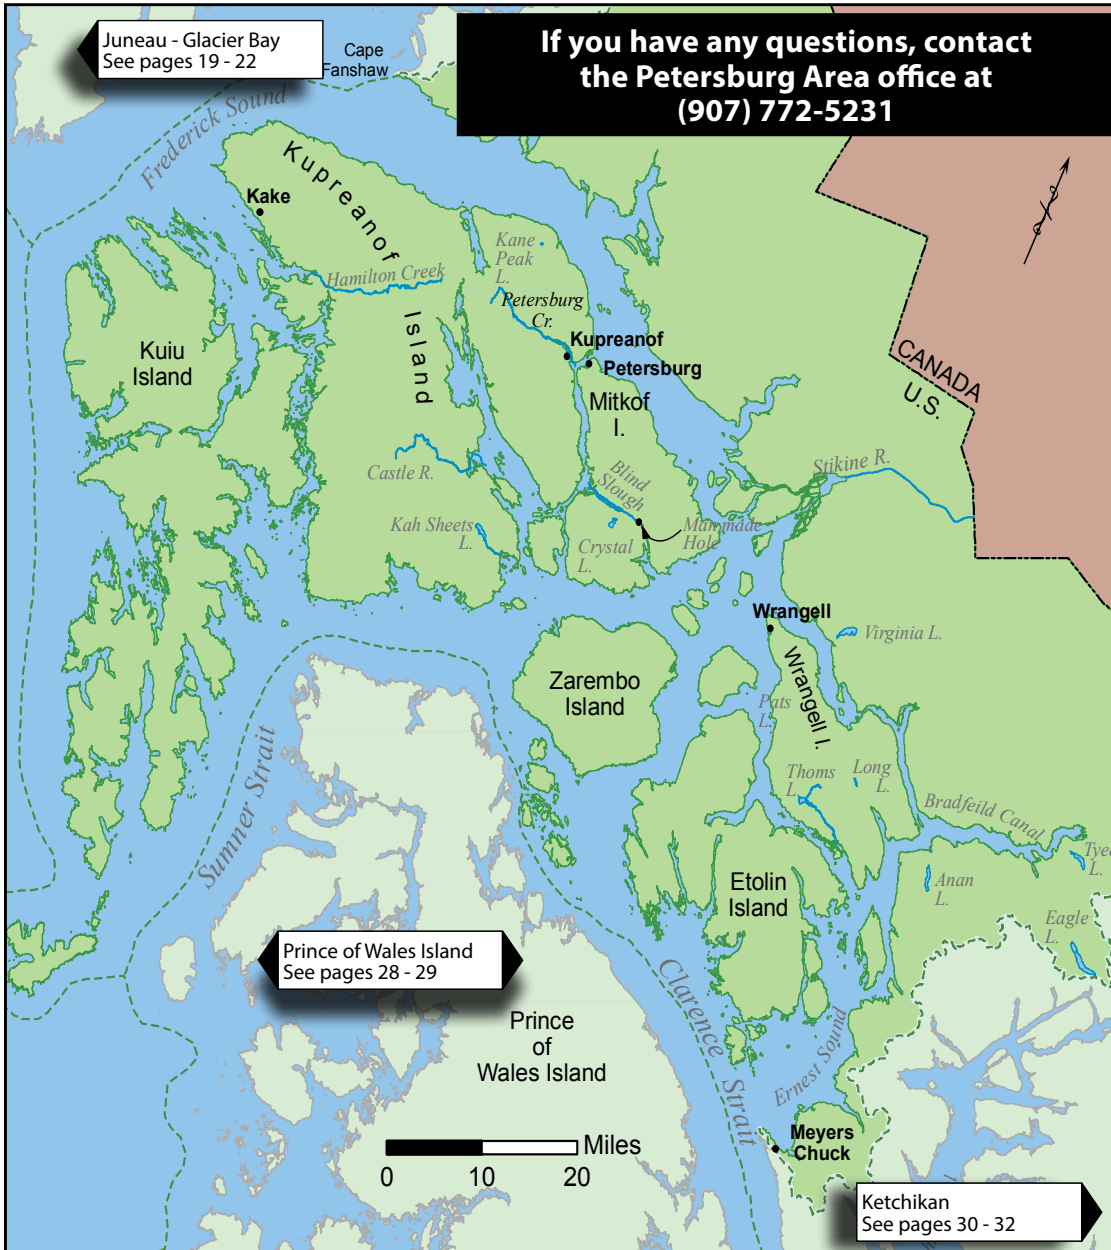 Juneau - Glacier Bay
See pages 19 - 22
Cape
Fanshaw
If you have any questions, contact
the Petersburg Area office at
(907) 772-5231
Frederick Sound
Kupreanof
Island
Kake
Hamilton Creek
Kane
Peak
L.
Petersburg
Cr.
Kupreanof
Petersburg
Mitkof
I.
Kuiu
Island
CANADA
U.S.
Castle R.
Kah Sheets
L.
Blind
Slough
Crystal
L.
Man made
Hole
Stikine R.
Wrangell
Virginia L.
Wrangell I.
Zarembo
Island
Pats
L.
Thoms
L.
Long
L.
Bradfeild Canal
Tyee
L.
Anan
L.
Eagle
L.
Etolin
Island
Sumner Strait
Prince of Wales Island
See pages 28 - 29
Prince
of
Wales Island
Clarence Strait
Ernest Sound
Meyers
Chuck
Miles
0 10 20
Ketchikan
See pages 30 - 32